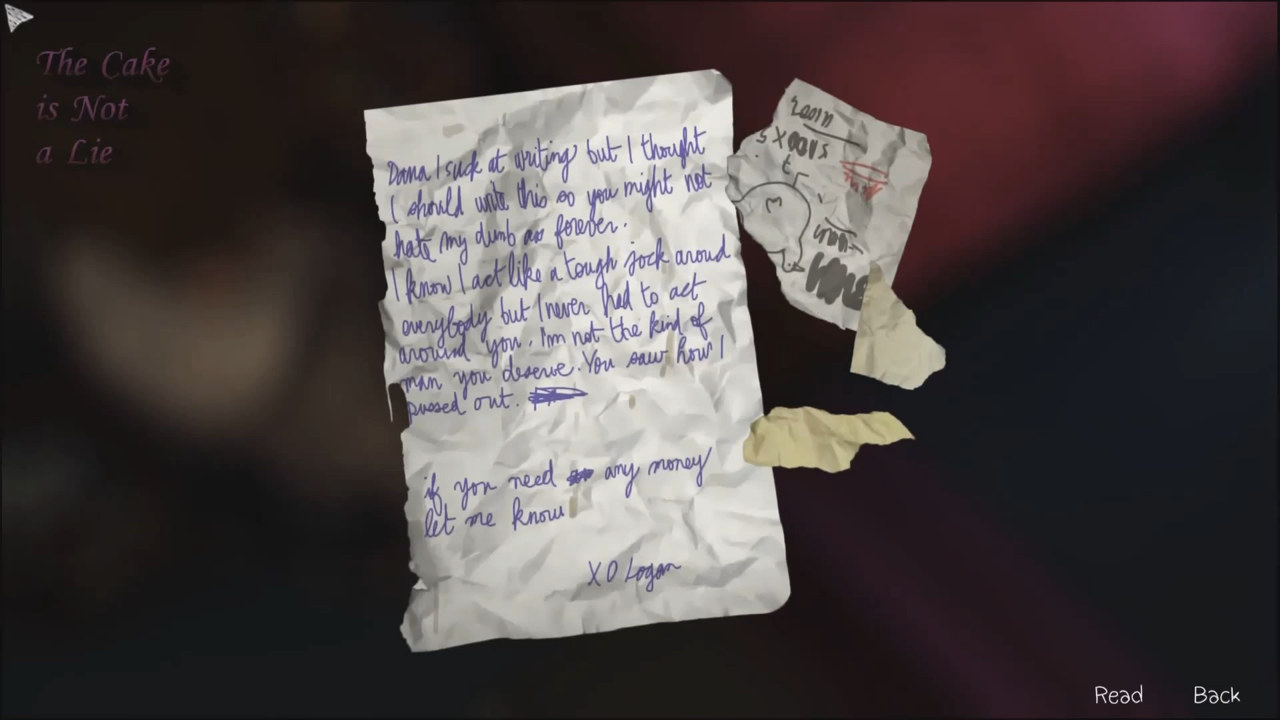 The Cake
is Not
a Lie
Dana I suck at writing but I thought
I should write this so you might not
hate my dumb ass forever.
I know I act like a tough jock aroud
everybody but I never had to act
around you. I'm not the kind of
man you deserve. You saw how I
pussed out.
if you need any money
let me know
XO Logan
Read
Back